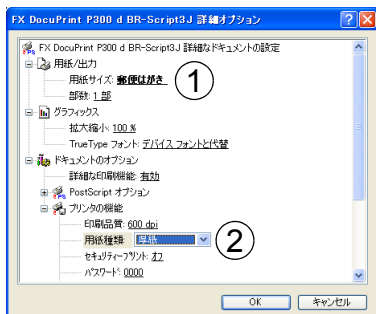 FX DocuPrint P300 d BR-Script3J 詳細オプション
FX DocuPrint P300 d BR-Script3J 詳細なドキュメントの設定
用紙/出力
用紙サイズ: 郵便はがき
①
部数: 1 部
グラフィックス
拡大縮小: 100 %
TrueType フォント: デバイス フォントと代替
ドキュメントのオプション
詳細な印刷機能: 有効
PostScript オプション
プリンタの機能
印刷品質: 600 dpi
用紙種類: 厚紙
②
セキュリティープリント: オフ
パスワード: 0000
OK
キャンセル